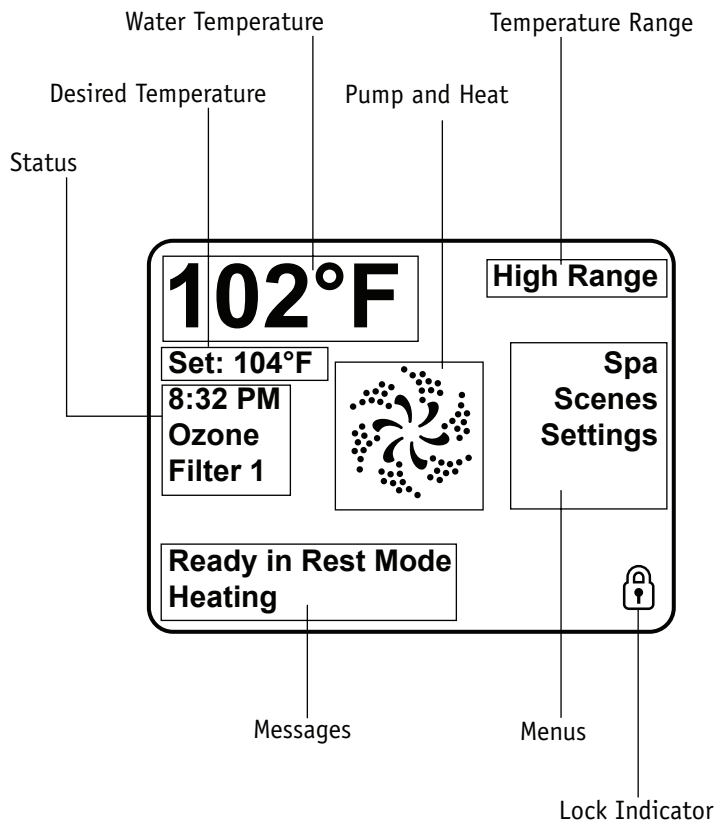 Water Temperature
Temperature Range
Desired Temperature
Pump and Heat
Status
102°F
High Range
Set: 104°F
8:32 PM
Ozone
Filter 1
Spa
Scenes
Settings
Ready in Rest Mode
Heating
Messages
Menus
Lock Indicator